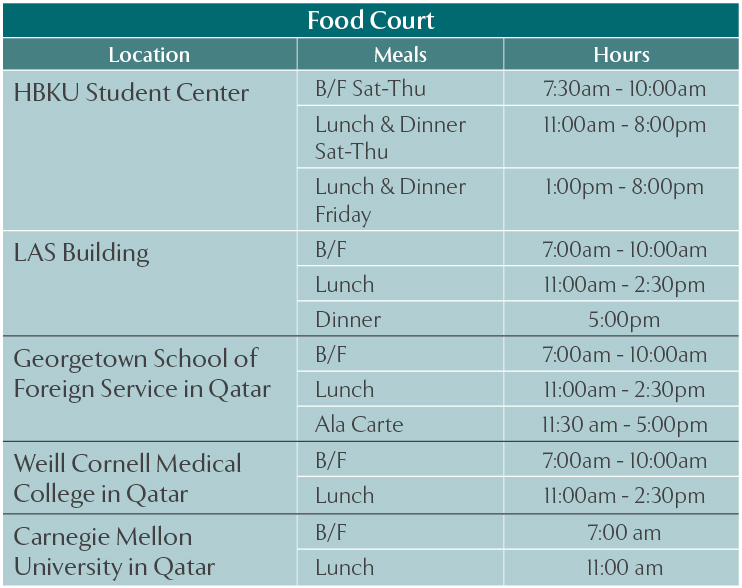 Food Court
Location Meals Hours
HBKU Student Center B/F Sat-Thu 7:30am - 10:00am
Lunch & Dinner 11:00am - 8:00pm
Sat-Thu
Lunch & Dinner 1:00pm - 8:00pm
Friday
LAS Building B/F 7:00am - 10:00am
Lunch 11:00am - 2:30pm
Dinner 5:00pm
Georgetown School of B/F 7:00am - 10:00am
Foreign Service in Qatar Lunch 11:00am - 2:30pm
Ala Carte 11:30 am - 5:00pm
Weill Cornell Medical B/F 7:00am - 10:00am
College in Qatar Lunch 11:00am - 2:30pm
Carnegie Mellon B/F 7:00 am
University in Qatar Lunch 11:00 am